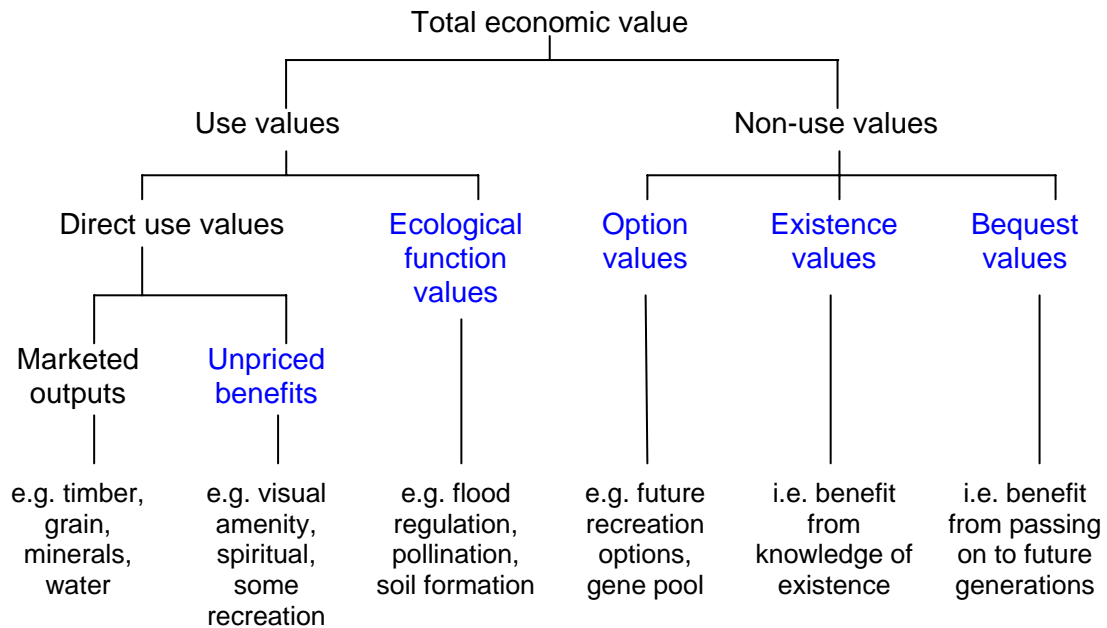 Total economic value
Use values
Non-use values
Direct use values
Ecological
function
values
Option
values
Existence
values
Bequest
values
Marketed
outputs
Unpriced
benefits
e.g. timber,
grain,
minerals,
water
e.g. visual
amenity,
spiritual,
some
recreation
e.g. flood
regulation,
pollination,
soil formation
e.g. future
recreation
options,
gene pool
i.e. benefit
from
knowledge of
existence
i.e. benefit
from passing
on to future
generations